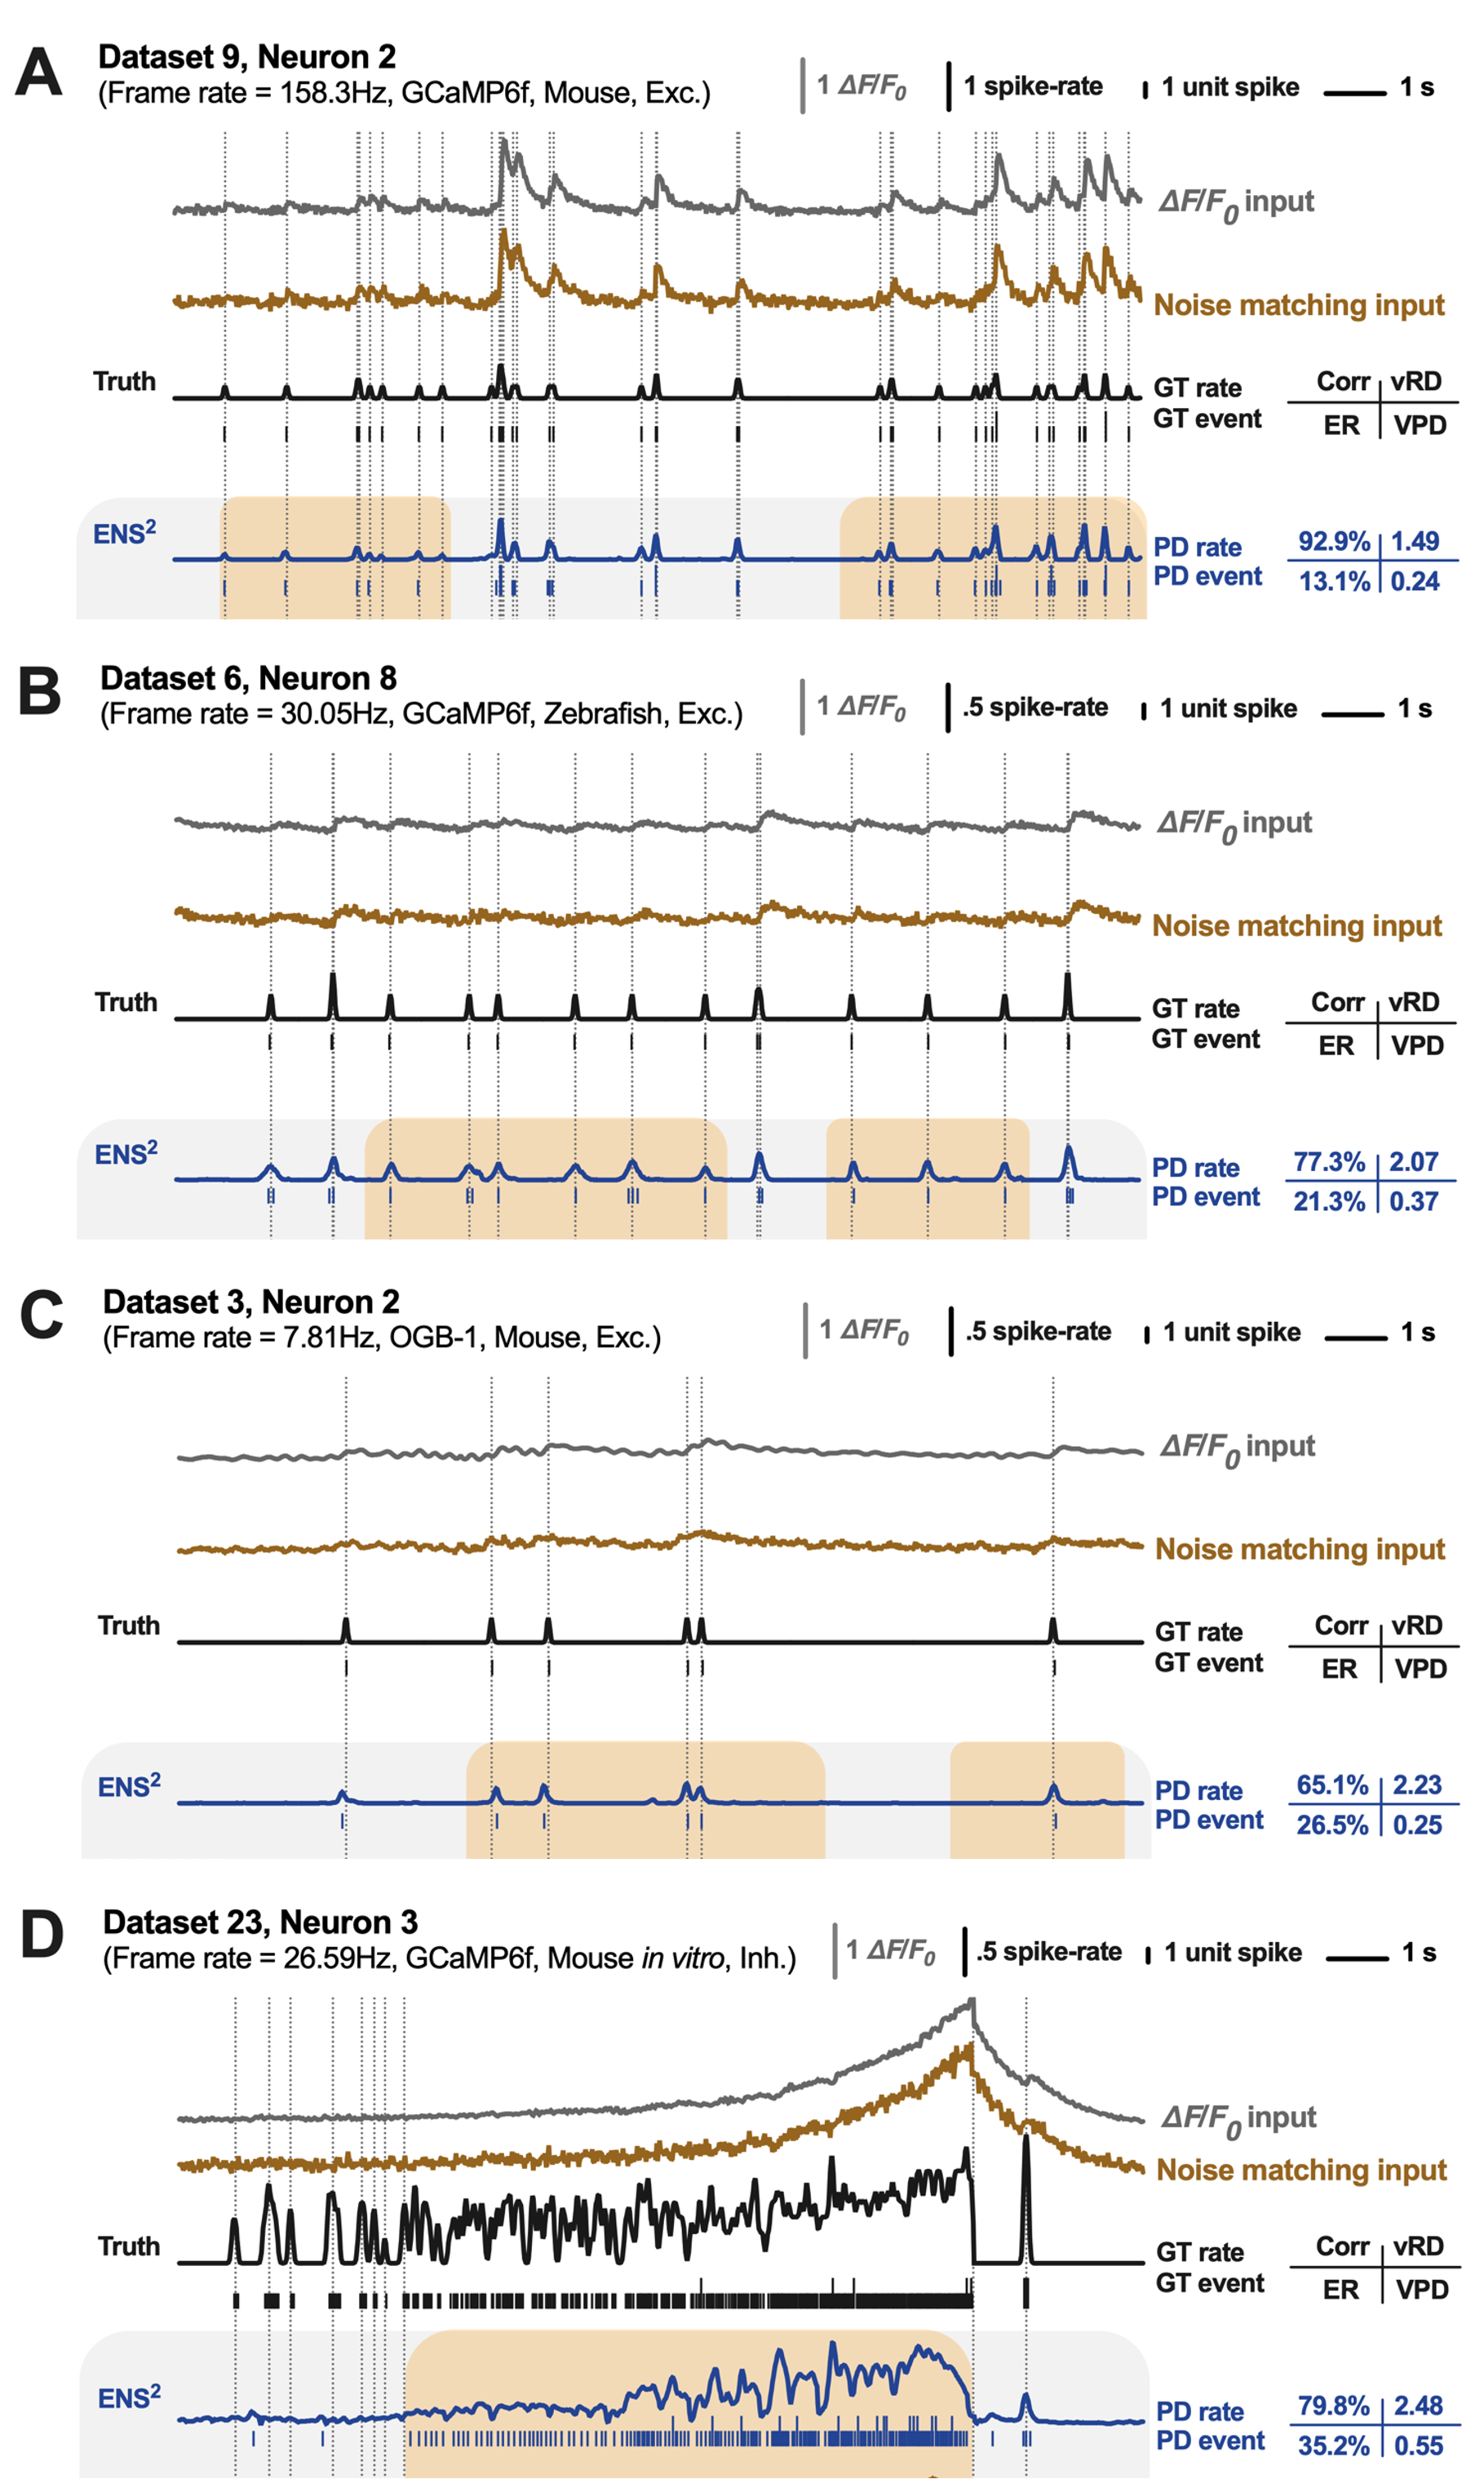 A
Dataset 9, Neuron 2
(Frame rate = 158.3Hz, GCaMP6f, Mouse, Exc.)
1 ΔF/F0 1 spike-rate 1 unit spike 1 s
ΔF/F0 input
Noise matching input
Truth
GT rate
GT event
Corr vRD
ER VPD
ENS2
PD rate 92.9% 1.49
PD event 13.1% 0.24
B
Dataset 6, Neuron 8
(Frame rate = 30.05Hz, GCaMP6f, Zebrafish, Exc.)
1 ΔF/F0 .5 spike-rate 1 unit spike 1 s
ΔF/F0 input
Noise matching input
Truth
GT rate
GT event
Corr vRD
ER VPD
ENS2
PD rate 77.3% 2.07
PD event 21.3% 0.37
C
Dataset 3, Neuron 2
(Frame rate = 7.81Hz, OGB-1, Mouse, Exc.)
1 ΔF/F0 .5 spike-rate 1 unit spike 1 s
ΔF/F0 input
Noise matching input
Truth
GT rate
GT event
Corr vRD
ER VPD
ENS2
PD rate 65.1% 2.23
PD event 26.5% 0.25
D
Dataset 23, Neuron 3
(Frame rate = 26.59Hz, GCaMP6f, Mouse in vitro, Inh.)
1 ΔF/F0 .5 spike-rate 1 unit spike 1 s
ΔF/F0 input
Noise matching input
Truth
GT rate
GT event
Corr vRD
ER VPD
ENS2
PD rate 79.8% 2.48
PD event 35.2% 0.55